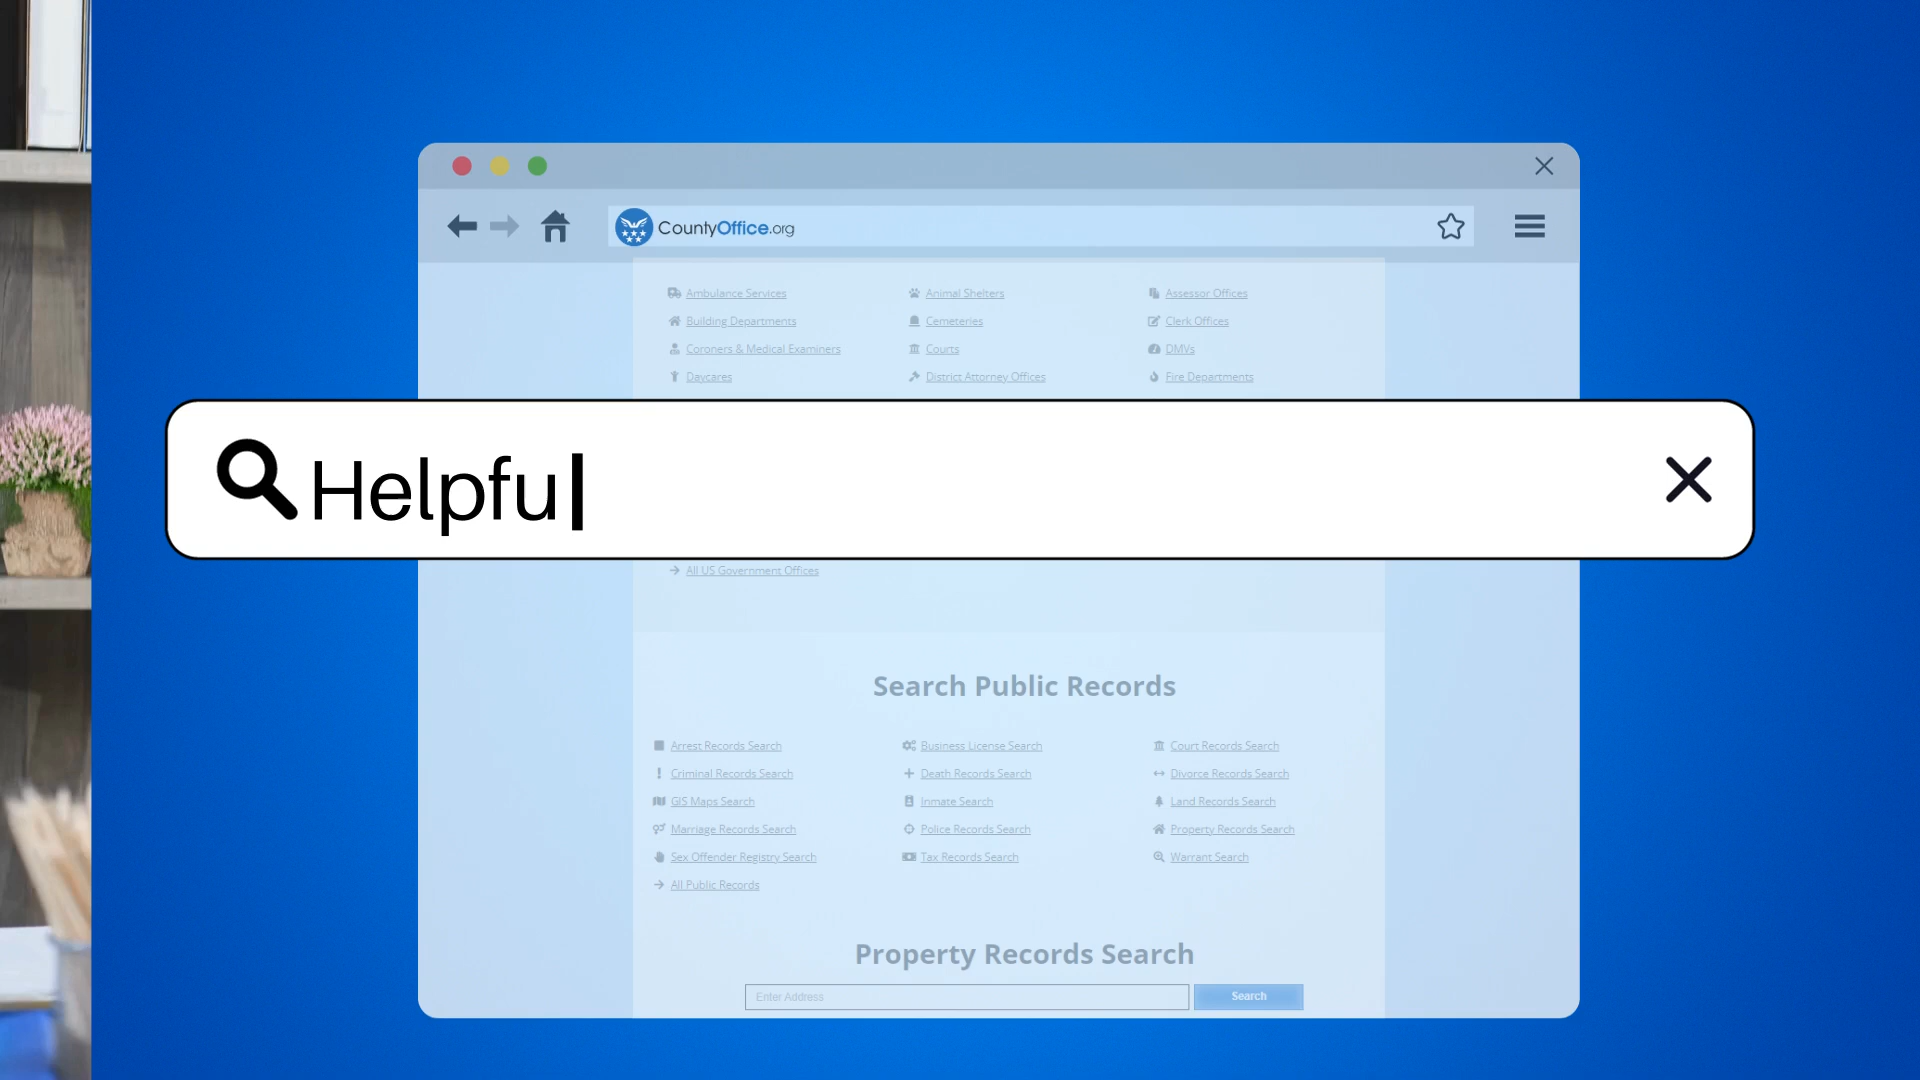 CountyOffice.org
Ambulance Services Animal Shelters Assessor Offices
Building Departments Cemeteries Clerk Offices
Coroners & Medical Examiners Courts DMVs
Daycares District Attorney Offices Fire Departments
Helpfu
All US Government Offices
Search Public Records
Arrest Records Search Business License Search Court Records Search
Criminal Records Search Death Records Search Divorce Records Search
GIS Maps Search Inmate Search Land Records Search
Marriage Records Search Police Records Search Property Records Search
Sex Offender Registry Search Tax Records Search Warrant Search
All Public Records
Property Records Search
Enter Address Search